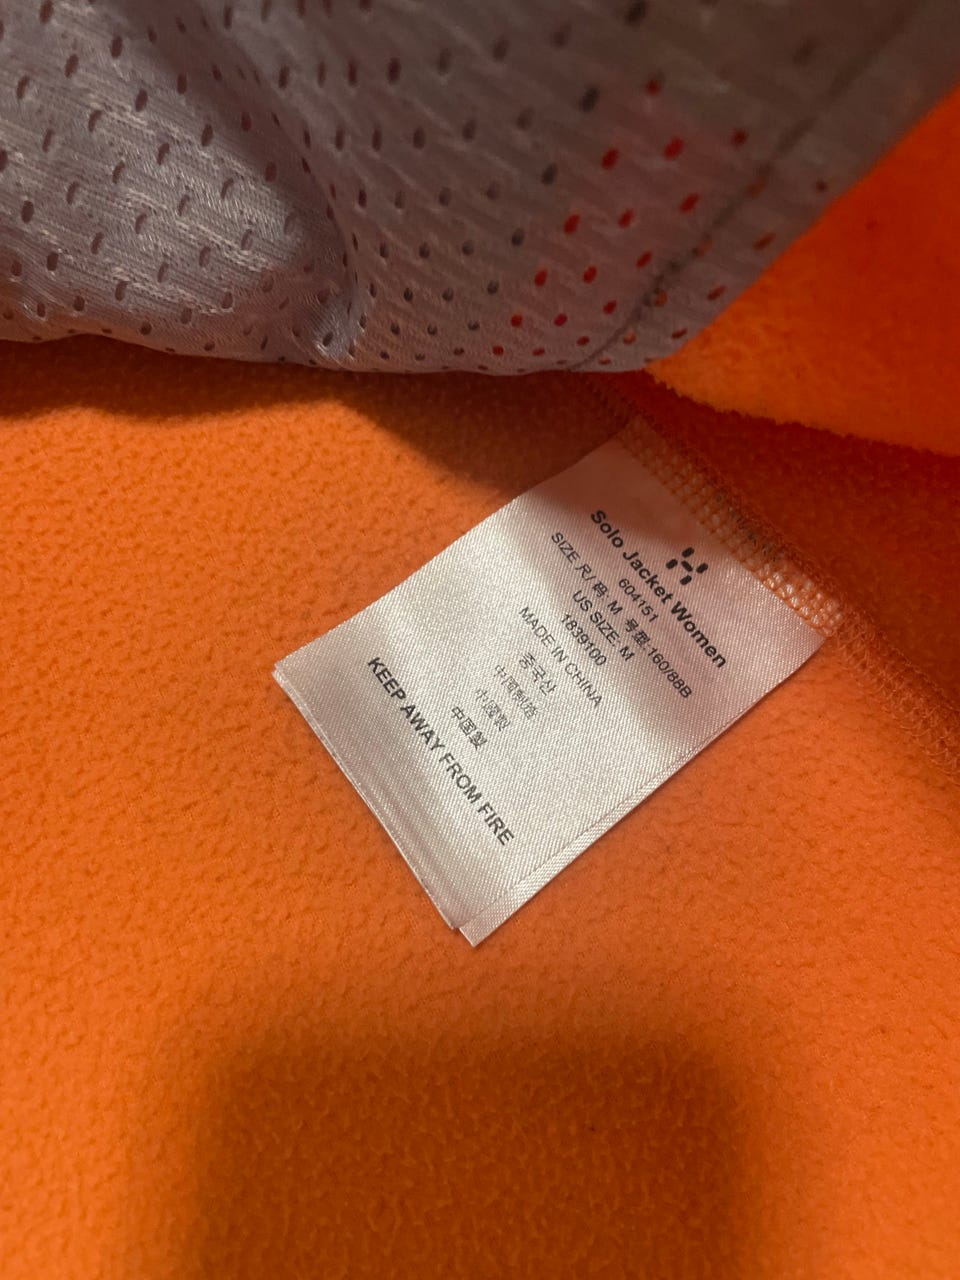 Solo Jacket Women
604151
SIZE 尺/ 码: M 号型:160/88B
US SIZE: M
1839100
MADE IN CHINA
중국산
中国制造
中國製
中国製
KEEP AWAY FROM FIRE